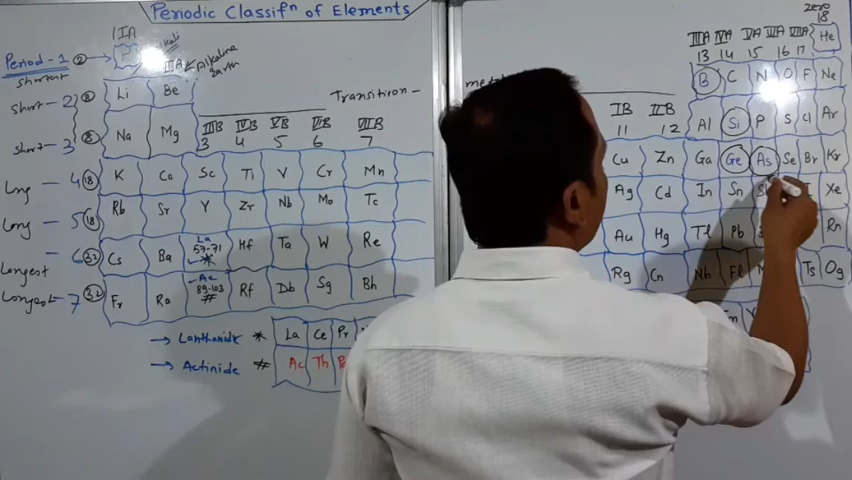 Periodic Classifⁿ of Elements
zero
18
1 IA
Period-1 ②
H
shortest
IIA
Alkaline
earth
IIIA IVA VA VIA VIIA
13 14 15 16 17
He
short - 2 ⑧ Li Be
Transition - 
B C N O F Ne
short - 3 ⑧ Na Mg
IIIB IVB VB VIB VIIB
3 4 5 6 7
IB IIB
11 12
Al Si P S Cl Ar
Long - 4 ⑱ K Ca Sc Ti V Cr Mn
Cu Zn Ga Ge As Se Br Kr
Long - 5 ⑱ Rb Sr Y Zr Nb Mo Tc
Ag Cd In Sn I Xe
Longest - 6 32 Cs Ba La 57-71 * Hf Ta W Re
Au Hg Tl Pb Rn
Longest - 7 32 Fr Ra Ac 89-103 # Rf Db Sg Bh
Rg Cn Nh Fl Ts Og
→ Lanthanide * La Ce Pr
→ Actinide # Ac Th